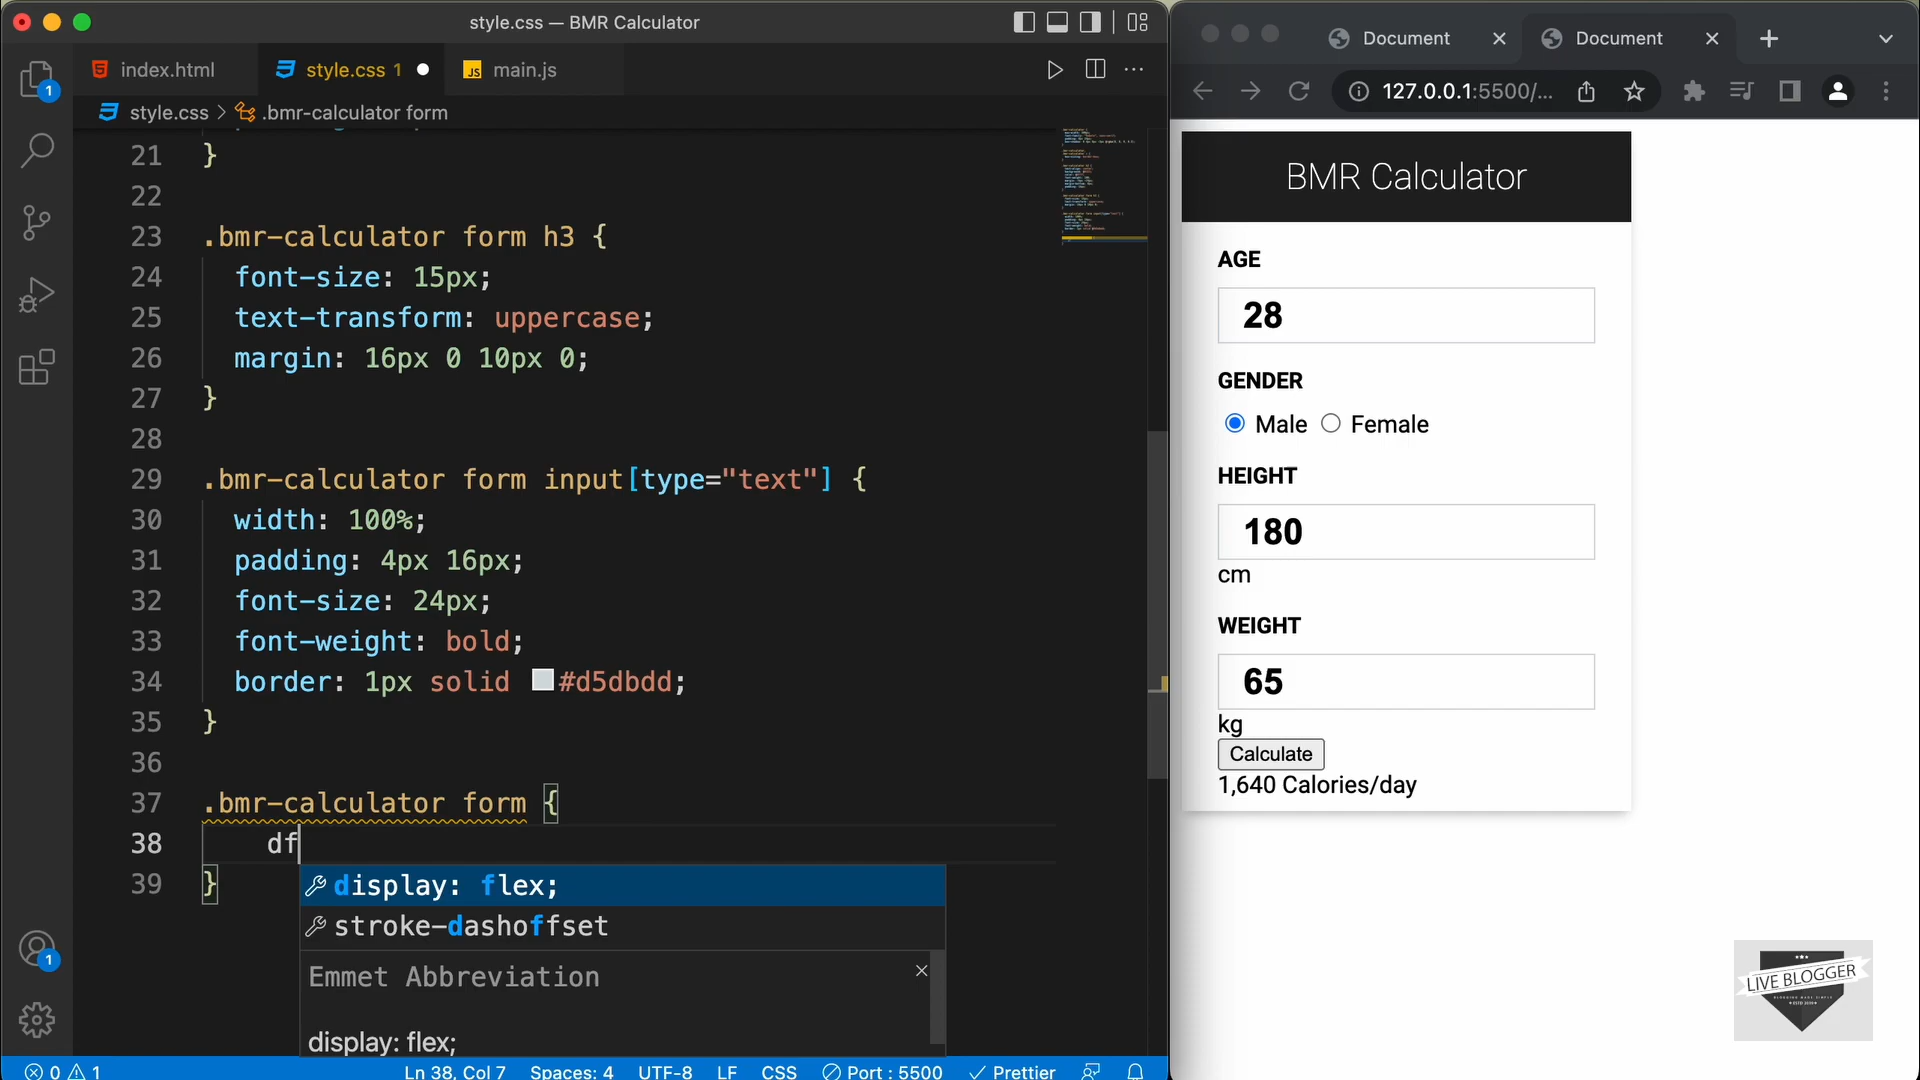 style.css — BMR Calculator
index.html
style.css 1
JS main.js
style.css > .bmr-calculator form
21 }
22
23 .bmr-calculator form h3 {
24 font-size: 15px;
25 text-transform: uppercase;
26 margin: 16px 0 10px 0;
27 }
28
29 .bmr-calculator form input[type="text"] {
30 width: 100%;
31 padding: 4px 16px;
32 font-size: 24px;
33 font-weight: bold;
34 border: 1px solid #d5dbdd;
35 }
36
37 .bmr-calculator form {
38 df
39 }
display: flex;
stroke-dashoffset
Emmet Abbreviation
display: flex;
1
1
0 1 Ln 38, Col 7 Spaces: 4 UTF-8 LF CSS Port : 5500 Prettier
Document
Document
127.0.0.1:5500/...
BMR Calculator
AGE
28
GENDER
Male Female
HEIGHT
180
cm
WEIGHT
65
kg
Calculate
1,640 Calories/day
LIVE BLOGGER